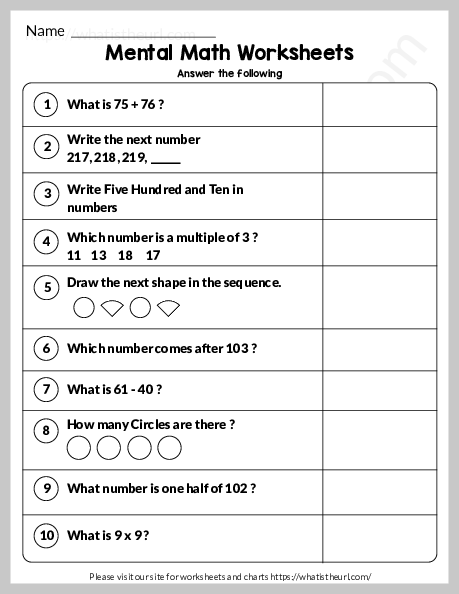 Name
Mental Math Worksheets
Answer the following
1 What is 75 + 76 ?
2 Write the next number
217, 218, 219, _____
3 Write Five Hundred and Ten in
numbers
4 Which number is a multiple of 3 ?
11 13 18 17
5 Draw the next shape in the sequence.
6 Which number comes after 103 ?
7 What is 61 - 40 ?
8 How many Circles are there ?
9 What number is one half of 102 ?
10 What is 9 x 9 ?
Please visit our site for worksheets and charts https://whatistheurl.com/